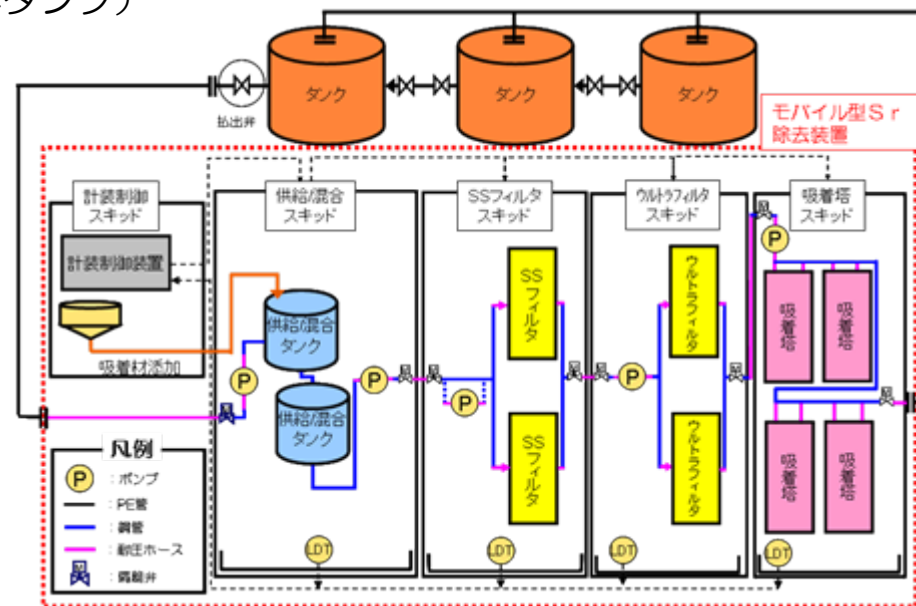 タンク
タンク
タンク
払出弁
モバイル型Ｓｒ
除去装置
計装制御
スキッド
供給/混合
スキッド
SSフィルタ
スキッド
ウルトラフィルタ
スキッド
吸着塔
スキッド
計装制御装置
吸着材添加
供給/混合
タンク
供給/混合
タンク
P
P
P
P
P
SSフィルタ
SSフィルタ
ウルトラフィルタ
ウルトラフィルタ
吸着塔
吸着塔
吸着塔
吸着塔
凡例
P
：ポンプ
：PE管
：鋼管
：耐圧ホース
：隔離弁
LDT
LDT
LDT
LDT